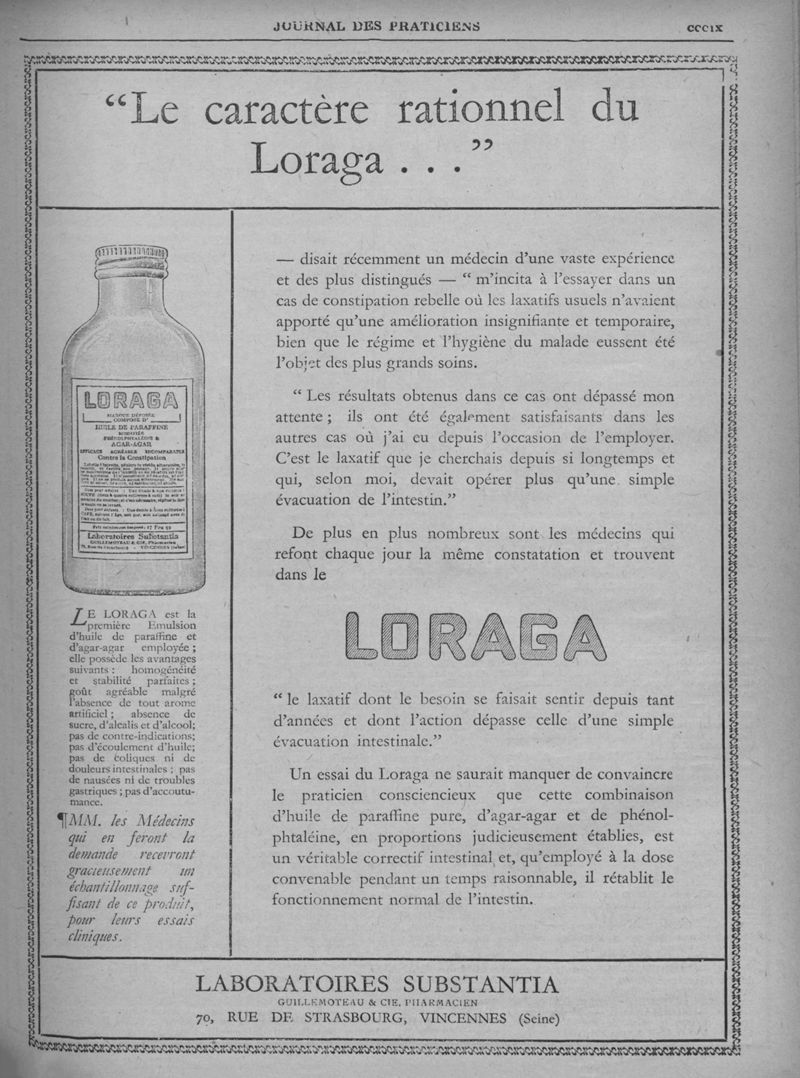 JOURNAL DES PRATICIENS
CCCIX
“Le caractère rationnel du
Loraga . . .”
LORAGA
MARQUE DÉPOSÉE
COMPOSÉ D'
HUILE DE PARAFFINE
PHÉNOLPHTALÉINE &
AGAR-AGAR
EFFICACE AGRÉABLE INCOMPARABLE
Contre la Constipation
Laboratoires Substantia
GUILLEMOTEAU & CIE, Pharmacien
LE LORAGA est la
première Emulsion
d'huile de paraffine et
d'agar-agar employée ;
elle possède les avantages
suivants : homogénéité
et stabilité parfaites ;
goût agréable malgré
l'absence de tout arome
artificiel ; absence de
sucre, d'alcalis et d'alcool;
pas de contre-indications;
pas d'écoulement d'huile;
pas de coliques ni de
douleurs intestinales ; pas
de nausées ni de troubles
gastriques ; pas d'accoutu-
mance.
¶MM. les Médecins
qui en feront la
demande recevront
gracieusement un
échantillonnage suf-
fisant de ce produit,
pour leurs essais
cliniques.
— disait récemment un médecin d'une vaste expérience
et des plus distingués — “ m'incita à l'essayer dans un
cas de constipation rebelle où les laxatifs usuels n'avaient
apporté qu'une amélioration insignifiante et temporaire,
bien que le régime et l'hygiène du malade eussent été
l'objet des plus grands soins.
“ Les résultats obtenus dans ce cas ont dépassé mon
attente ; ils ont été également satisfaisants dans les
autres cas où j'ai eu depuis l'occasion de l'employer.
C'est le laxatif que je cherchais depuis si longtemps et
qui, selon moi, devait opérer plus qu'une simple
évacuation de l'intestin.”
De plus en plus nombreux sont les médecins qui
refont chaque jour la même constatation et trouvent
dans le
LORAGA
“ le laxatif dont le besoin se faisait sentir depuis tant
d'années et dont l'action dépasse celle d'une simple
évacuation intestinale.”
Un essai du Loraga ne saurait manquer de convaincre
le praticien consciencieux que cette combinaison
d'huile de paraffine pure, d'agar-agar et de phénol-
phtaléine, en proportions judicieusement établies, est
un véritable correctif intestinal et, qu'employé à la dose
convenable pendant un temps raisonnable, il rétablit le
fonctionnement normal de l'intestin.
LABORATOIRES SUBSTANTIA
GUILLEMOTEAU & CIE, PHARMACIEN
70, RUE DE STRASBOURG, VINCENNES (Seine)